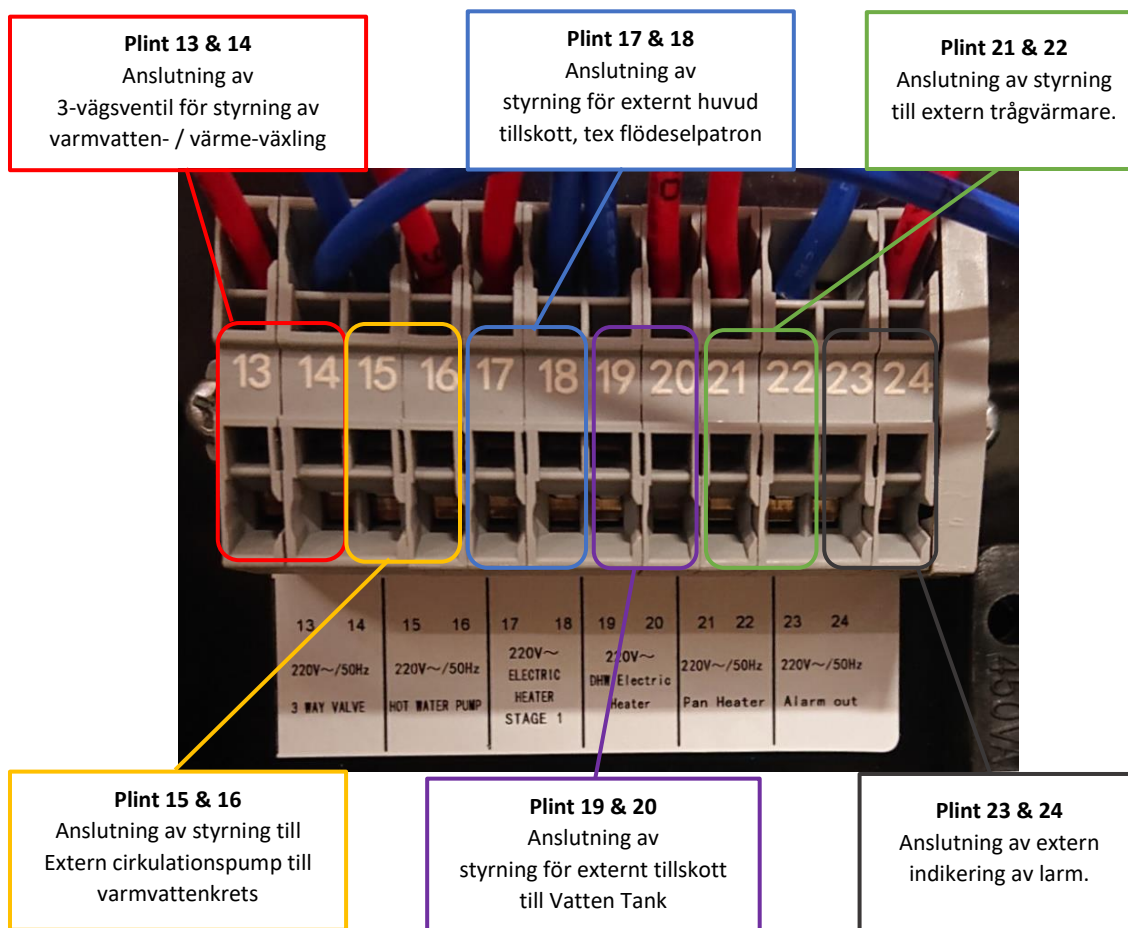 Plint 13 & 14
Anslutning av
3-vägsventil för styrning av
varmvatten- / värme-växling
Plint 17 & 18
Anslutning av
styrning för externt huvud
tillskott, tex flödeselpatron
Plint 21 & 22
Anslutning av styrning
till extern trågvärmare.
13 14 15 16 17 18 19 20 21 22 23 24
13 14
220V～/50Hz
3 WAY VALVE
15 16
220V～/50Hz
HOT WATER PUMP
17 18
220V～
ELECTRIC
HEATER
STAGE 1
19 20
220V～
DHW Electric
Heater
21 22
220V～/50Hz
Pan Heater
23 24
220V～/50Hz
Alarm out
450VA
Plint 15 & 16
Anslutning av styrning till
Extern cirkulationspump till
varmvattenkrets
Plint 19 & 20
Anslutning av
styrning för externt tillskott
till Vatten Tank
Plint 23 & 24
Anslutning av extern
indikering av larm.